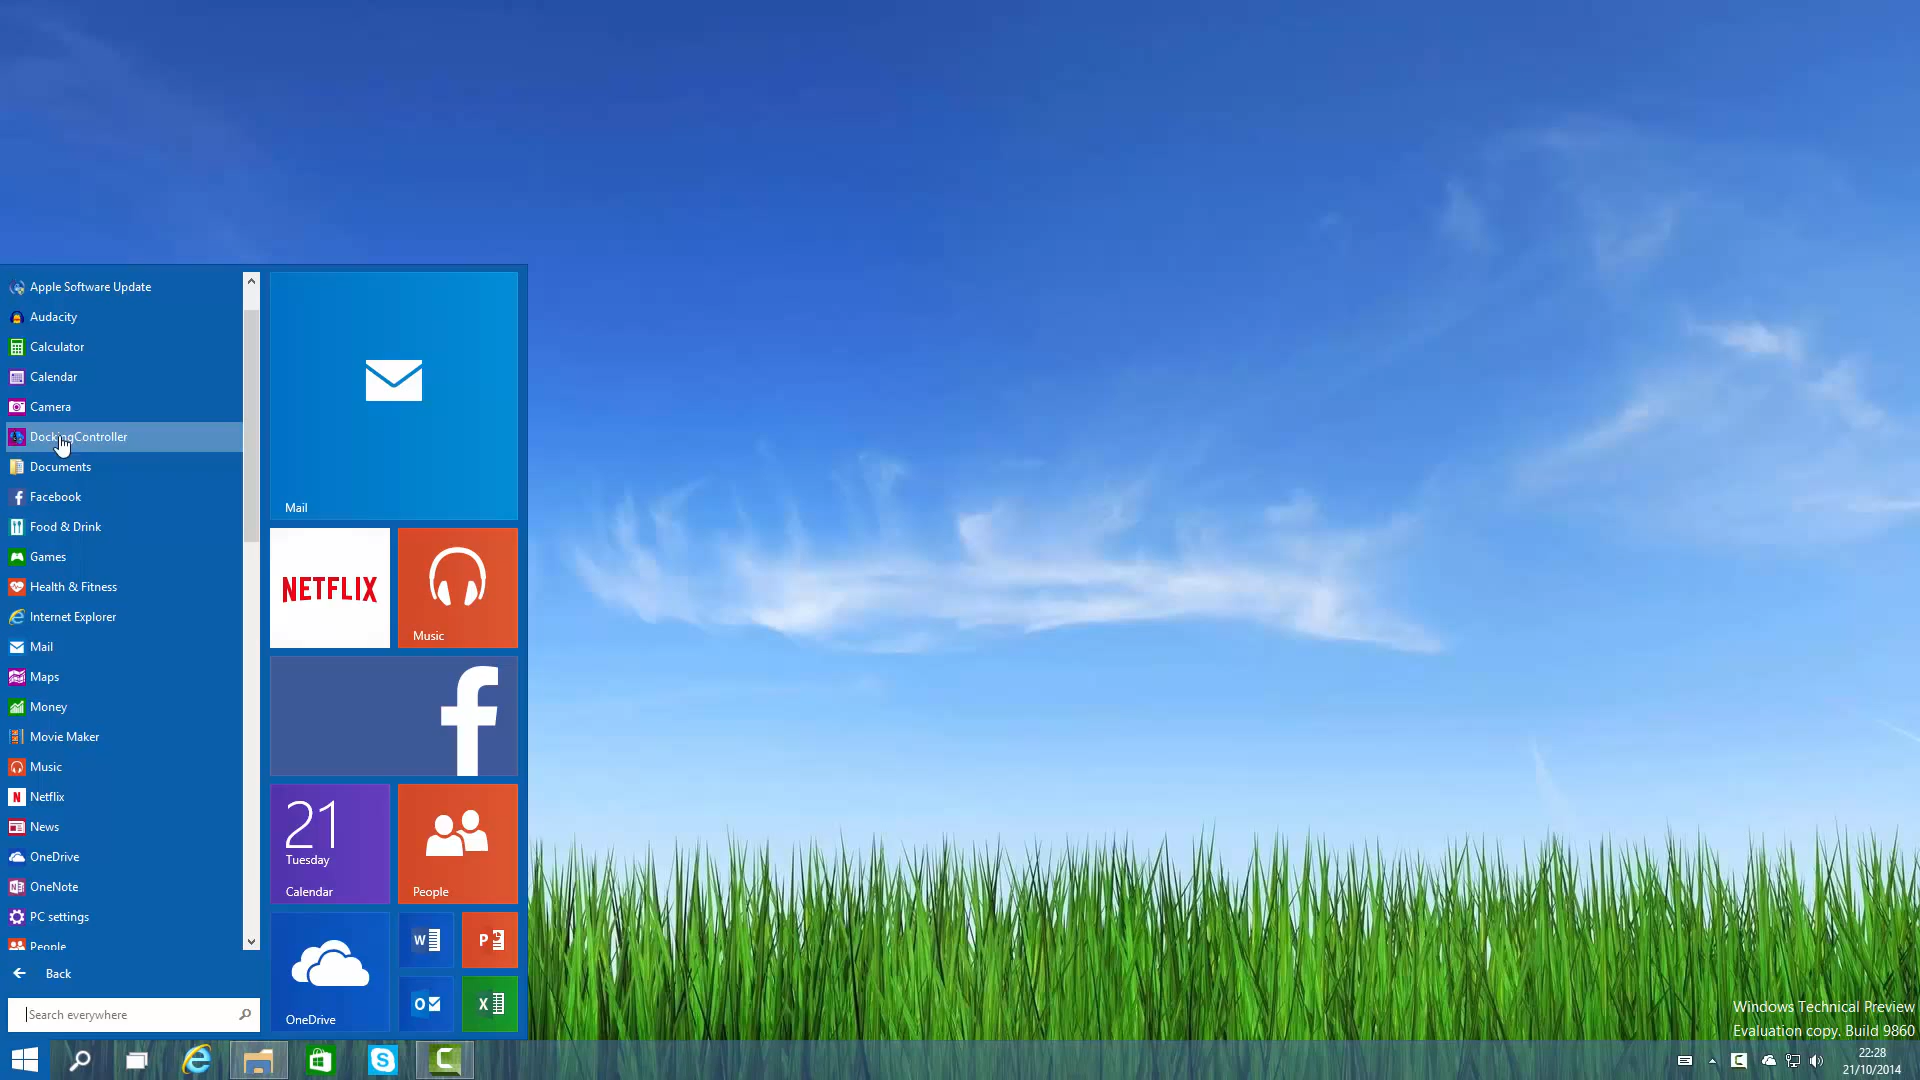 Apple Software Update
Audacity
Calculator
Calendar
Camera
DockingController
Documents
Facebook
Food & Drink
Games
Health & Fitness
Internet Explorer
Mail
Maps
Money
Movie Maker
Music
Netflix
News
OneDrive
OneNote
PC settings
People
Back
Search everywhere
Mail
NETFLIX
Music
21
Tuesday
Calendar
People
OneDrive
Windows Technical Preview
Evaluation copy. Build 9860
22:28
21/10/2014